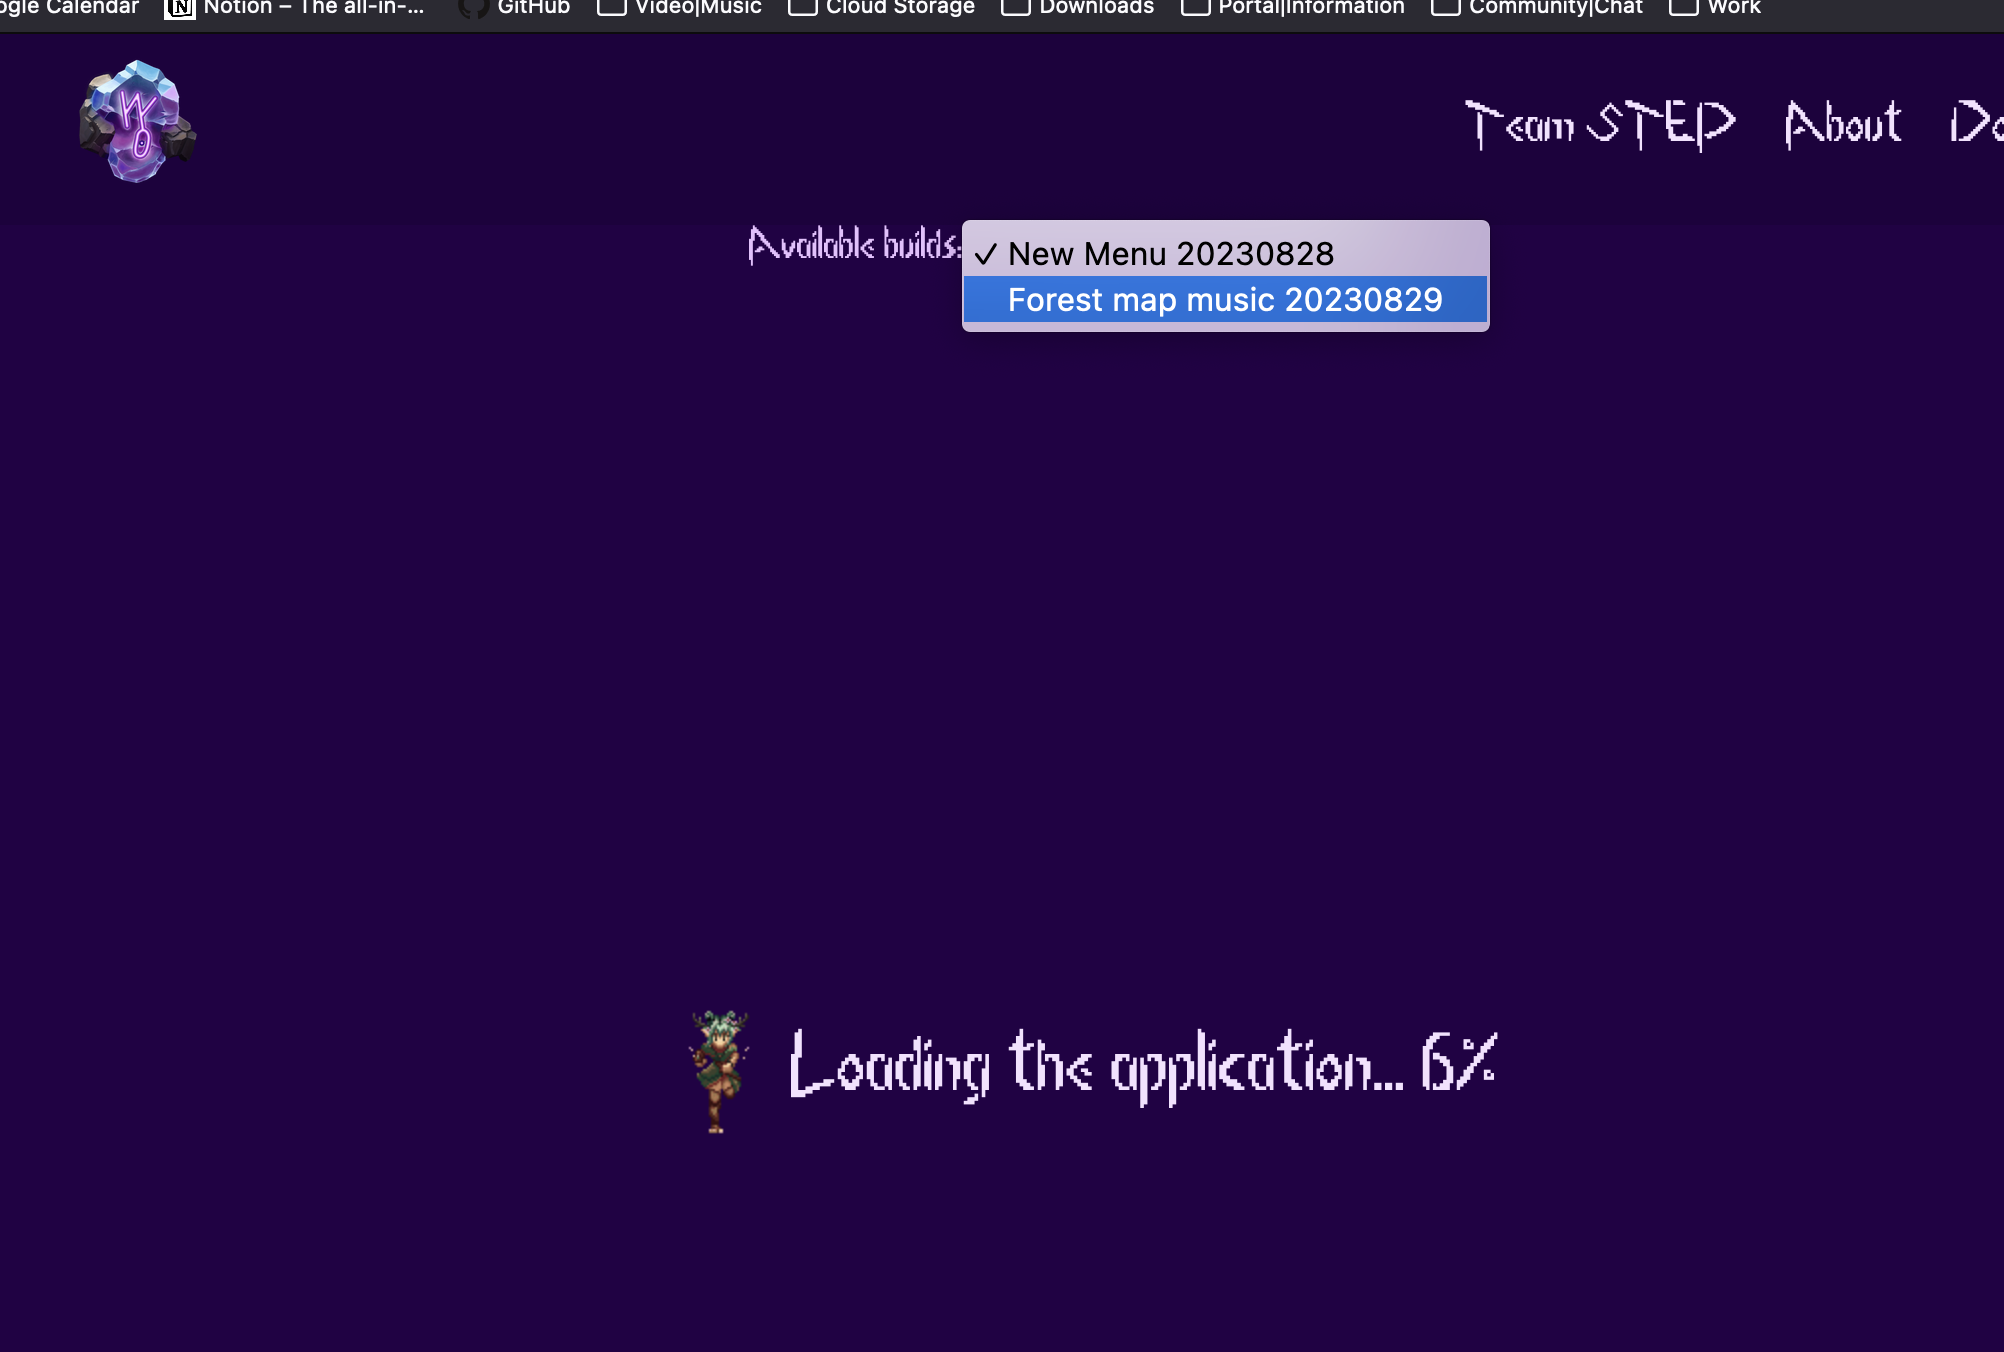 ogle Calendar Notion – The all-in-... GitHub Video|Music Cloud Storage Downloads Portal|Information Community|Chat Work
WO
Team STEP About Do
Available builds:
✓ New Menu 20230828
Forest map music 20230829
Loading the application... 6%